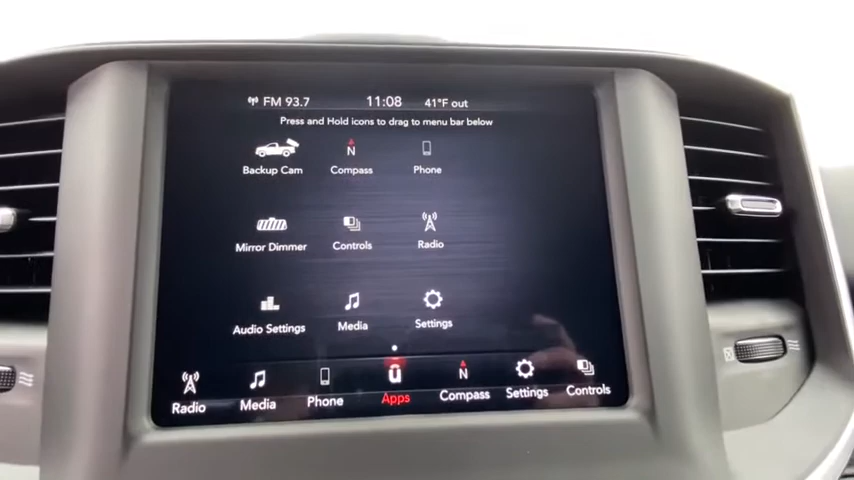 FM 93.7 11:08 41°F out
Press and Hold icons to drag to menu bar below
Backup Cam N Compass Phone
Mirror Dimmer Controls Radio
Audio Settings Media Settings
Radio Media Phone Apps N Compass Settings Controls